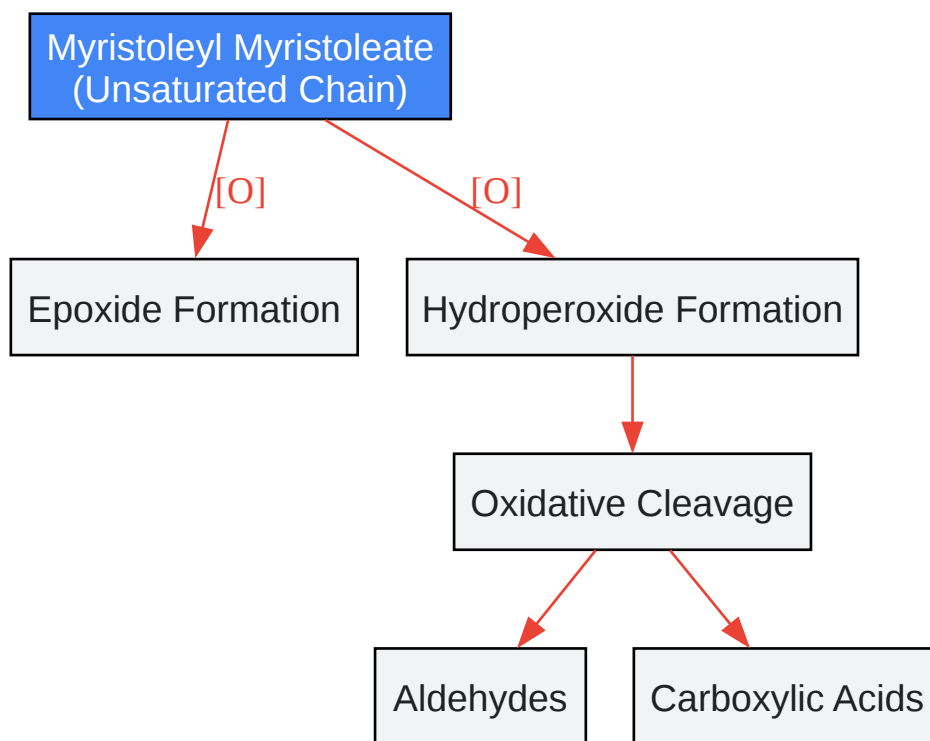 Myristoleyl Myristoleate
(Unsaturated Chain)
[O]
[O]
Epoxide Formation
Hydroperoxide Formation
Oxidative Cleavage
Aldehydes
Carboxylic Acids